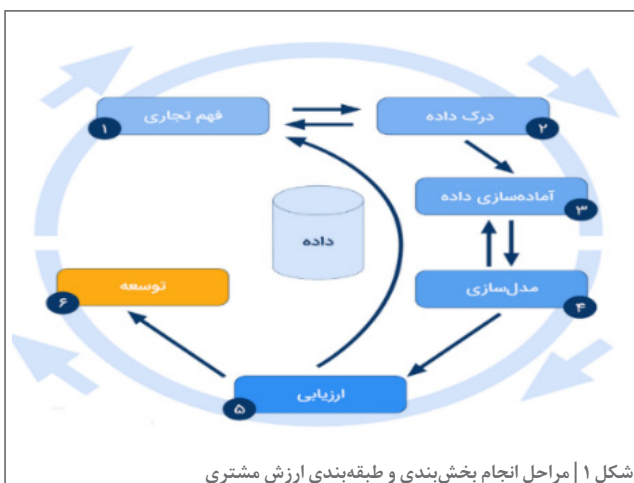 فهم تجاری
۱
درک داده
۲
آماده‌سازی داده
۳
داده
مدل‌سازی
۴
توسعه
۶
ارزیابی
۵
شکل ۱ | مراحل انجام بخش‌بندی و طبقه‌بندی ارزش مشتری